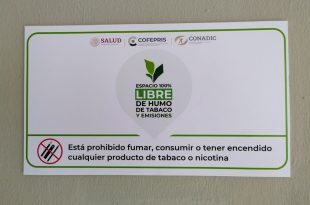 SALUD COFEPRIS CONADIC
ESPACIO 100%
LIBRE
DE HUMO
DE TABACO
Y EMISIONES
Está prohibido fumar, consumir o tener encendido
cualquier producto de tabaco o nicotina